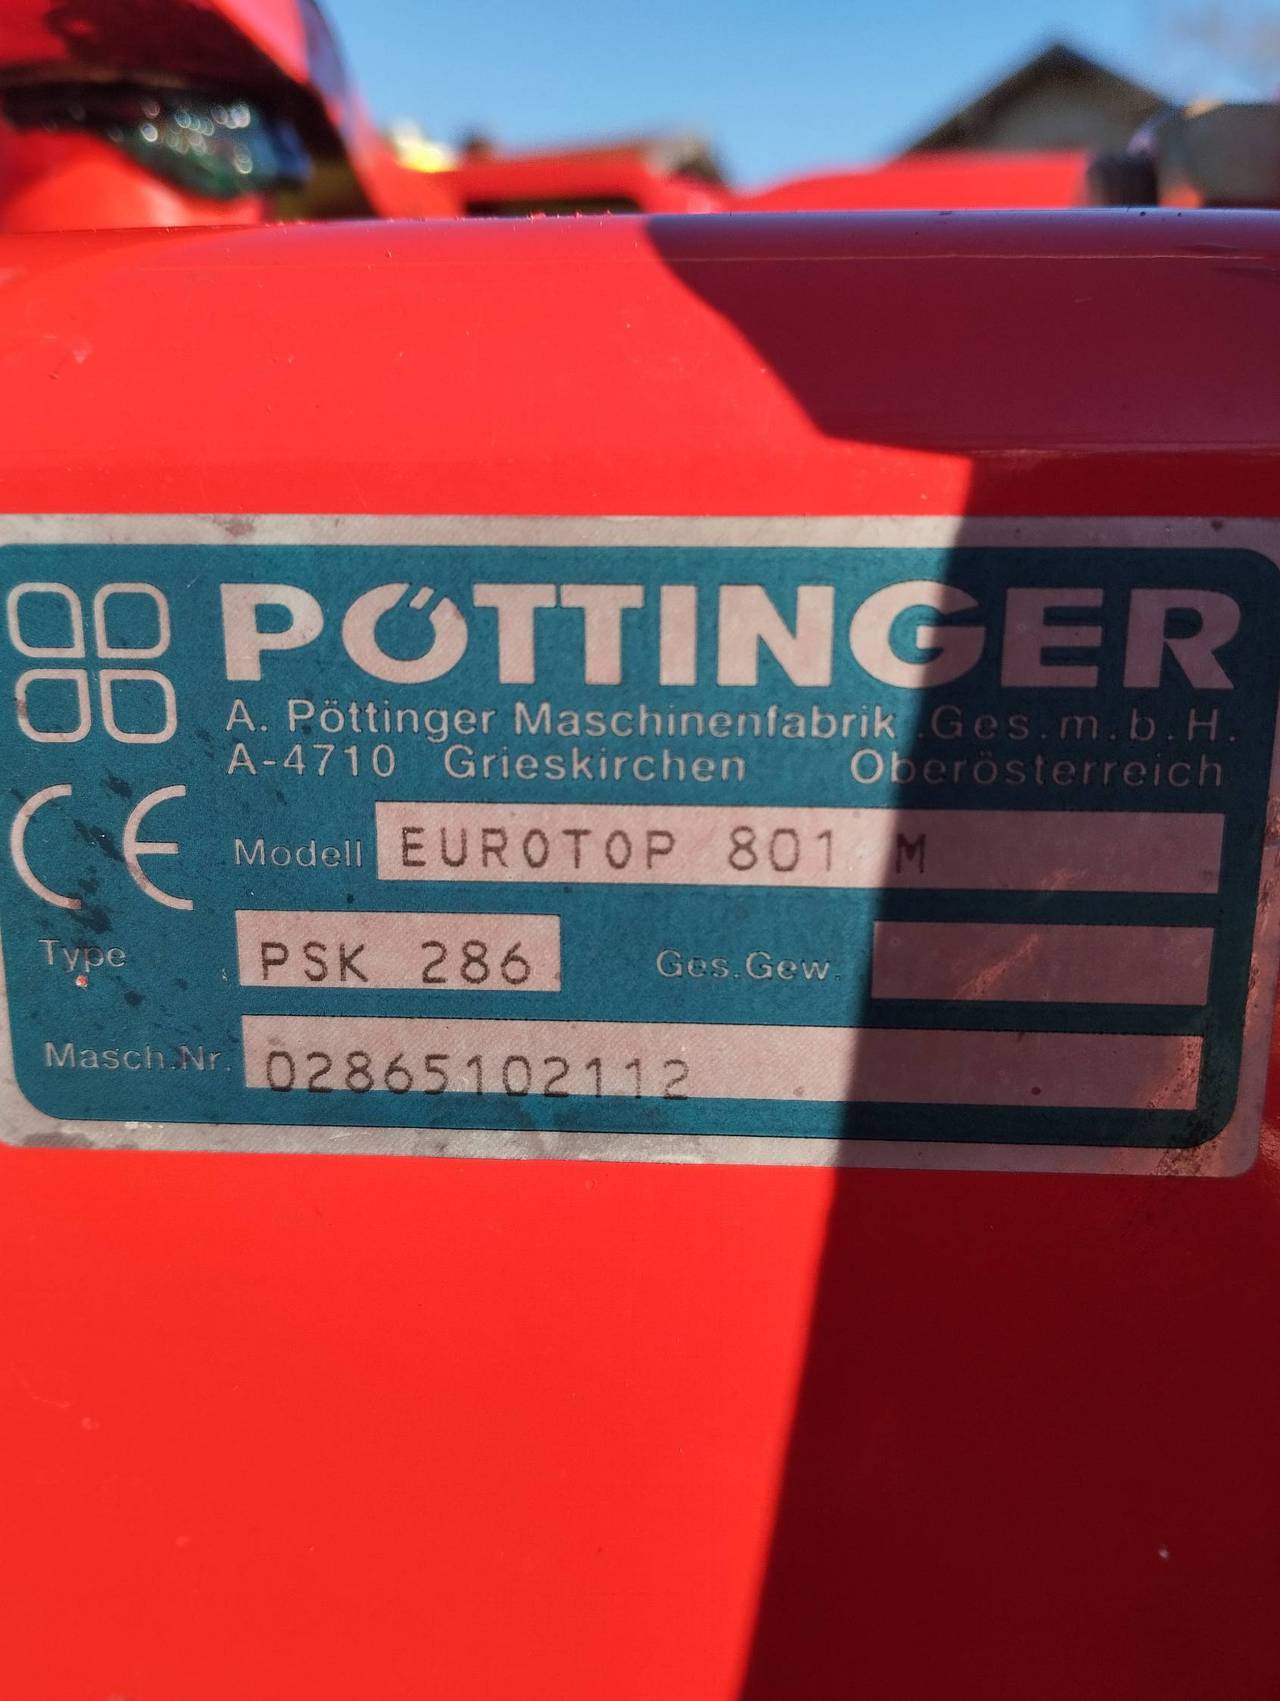 PÖTTINGER
A. Pöttinger Maschinenfabrik Ges.m.b.H.
A-4710 Grieskirchen Oberösterreich
CE
Modell EUROTOP 801 M
Type PSK 286 Ges.Gew.
Masch.Nr. 02865102112